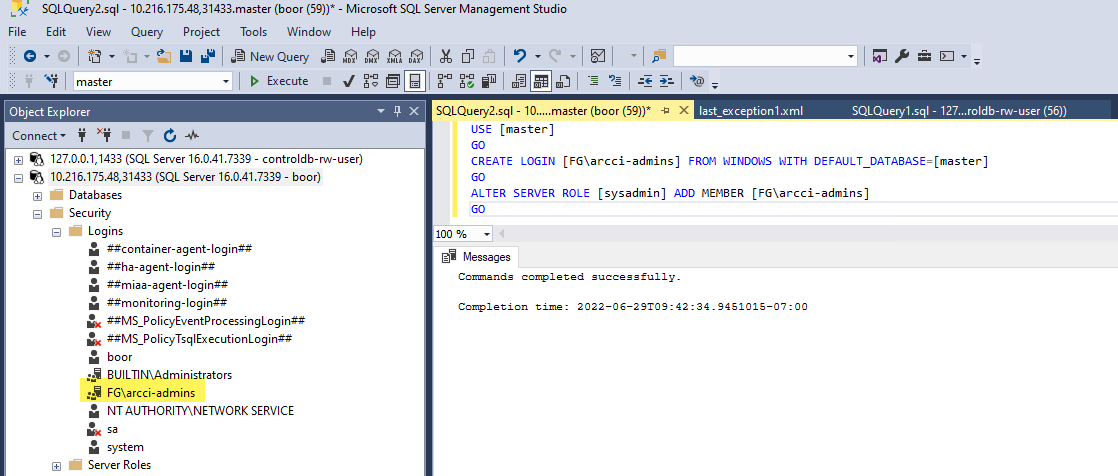 SQLQuery2.sql - 10.216.175.48,31433.master (boor (59))* - Microsoft SQL Server Management Studio
File Edit View Query Project Tools Window Help
New Query MDX DMX XMLA DAX
master Execute
Object Explorer
Connect
127.0.0.1,1433 (SQL Server 16.0.41.7339 - controldb-rw-user)
10.216.175.48,31433 (SQL Server 16.0.41.7339 - boor)
Databases
Security
Logins
##container-agent-login##
##ha-agent-login##
##miaa-agent-login##
##monitoring-login##
##MS_PolicyEventProcessingLogin##
##MS_PolicyTsqlExecutionLogin##
boor
BUILTIN\Administrators
FG\arcci-admins
NT AUTHORITY\NETWORK SERVICE
sa
system
Server Roles
SQLQuery2.sql - 10.....master (boor (59))* last_exception1.xml SQLQuery1.sql - 127...roldb-rw-user (56))
USE [master]
GO
CREATE LOGIN [FG\arcci-admins] FROM WINDOWS WITH DEFAULT_DATABASE=[master]
GO
ALTER SERVER ROLE [sysadmin] ADD MEMBER [FG\arcci-admins]
GO
100 %
Messages
Commands completed successfully.
Completion time: 2022-06-29T09:42:34.9451015-07:00